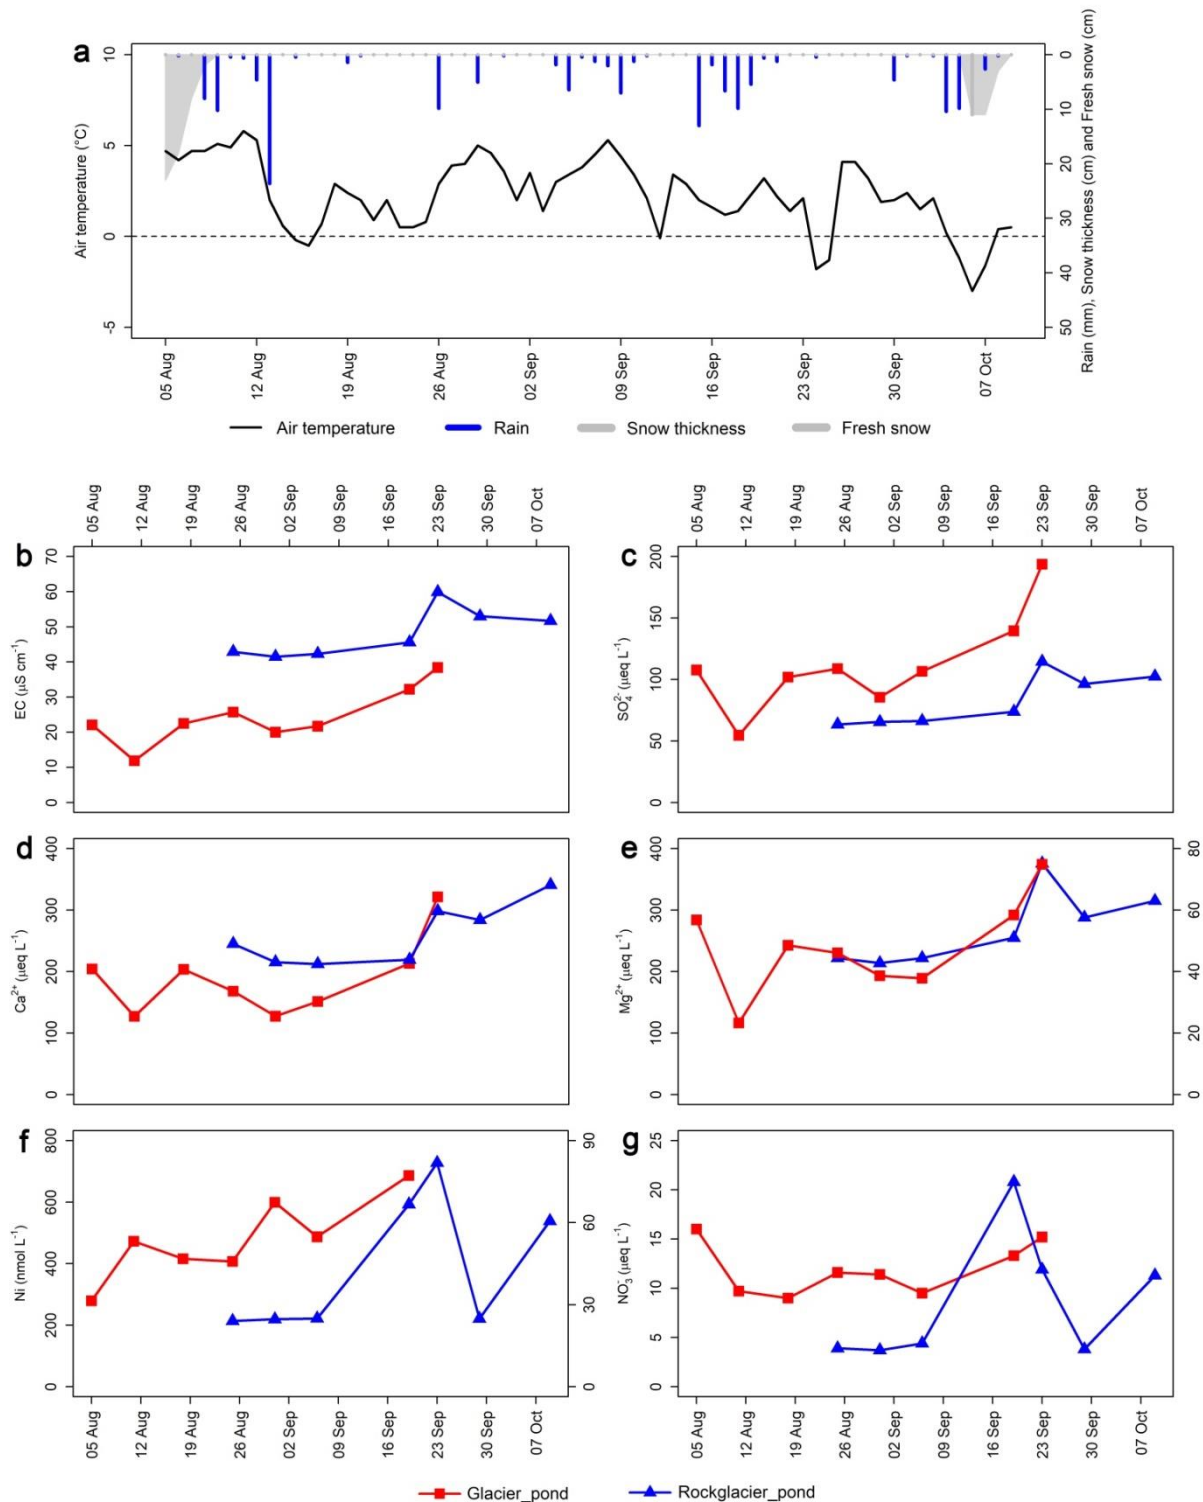 a
Air temperature (°C)
10
5
0
-5
0
10
20
30
40
50
Rain (mm), Snow thickness (cm) and Fresh snow (cm)
05 Aug
12 Aug
19 Aug
26 Aug
02 Sep
09 Sep
16 Sep
23 Sep
30 Sep
07 Oct
Air temperature
Rain
Snow thickness
Fresh snow
05 Aug
12 Aug
19 Aug
26 Aug
02 Sep
09 Sep
16 Sep
23 Sep
30 Sep
07 Oct
05 Aug
12 Aug
19 Aug
26 Aug
02 Sep
09 Sep
16 Sep
23 Sep
30 Sep
07 Oct
b
EC (µS cm⁻¹)
70
60
50
40
30
20
10
0
c
SO₄²⁻ (µeq L⁻¹)
200
150
100
50
0
d
Ca²⁺ (µeq L⁻¹)
400
300
200
100
0
e
Mg²⁺ (µeq L⁻¹)
400
300
200
100
0
80
60
40
20
0
f
Ni (nmol L⁻¹)
800
600
400
200
0
90
60
30
0
g
NO₃⁻ (µeq L⁻¹)
25
20
15
10
5
0
05 Aug
12 Aug
19 Aug
26 Aug
02 Sep
09 Sep
16 Sep
23 Sep
30 Sep
07 Oct
05 Aug
12 Aug
19 Aug
26 Aug
02 Sep
09 Sep
16 Sep
23 Sep
30 Sep
07 Oct
Glacier_pond
Rockglacier_pond